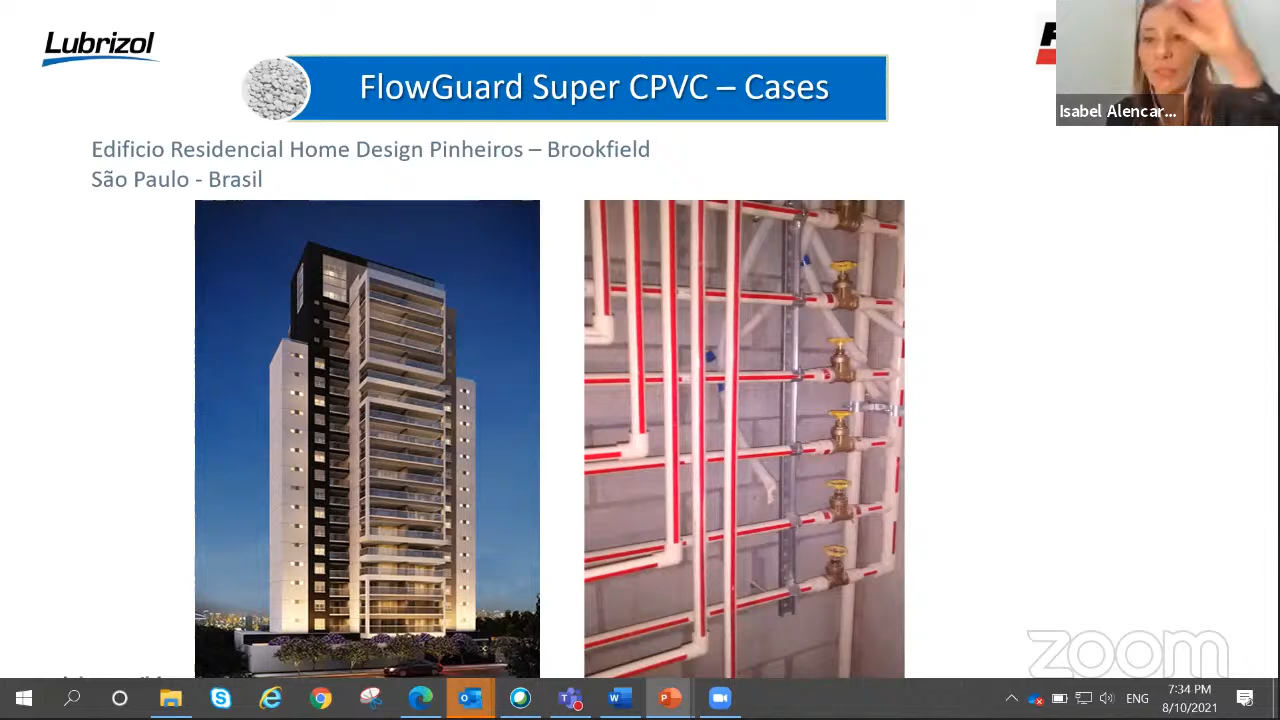 Lubrizol
FlowGuard Super CPVC – Cases
Isabel Alencar...
Edificio Residencial Home Design Pinheiros – Brookfield
São Paulo - Brasil
zoom
ENG
7:34 PM
8/10/2021